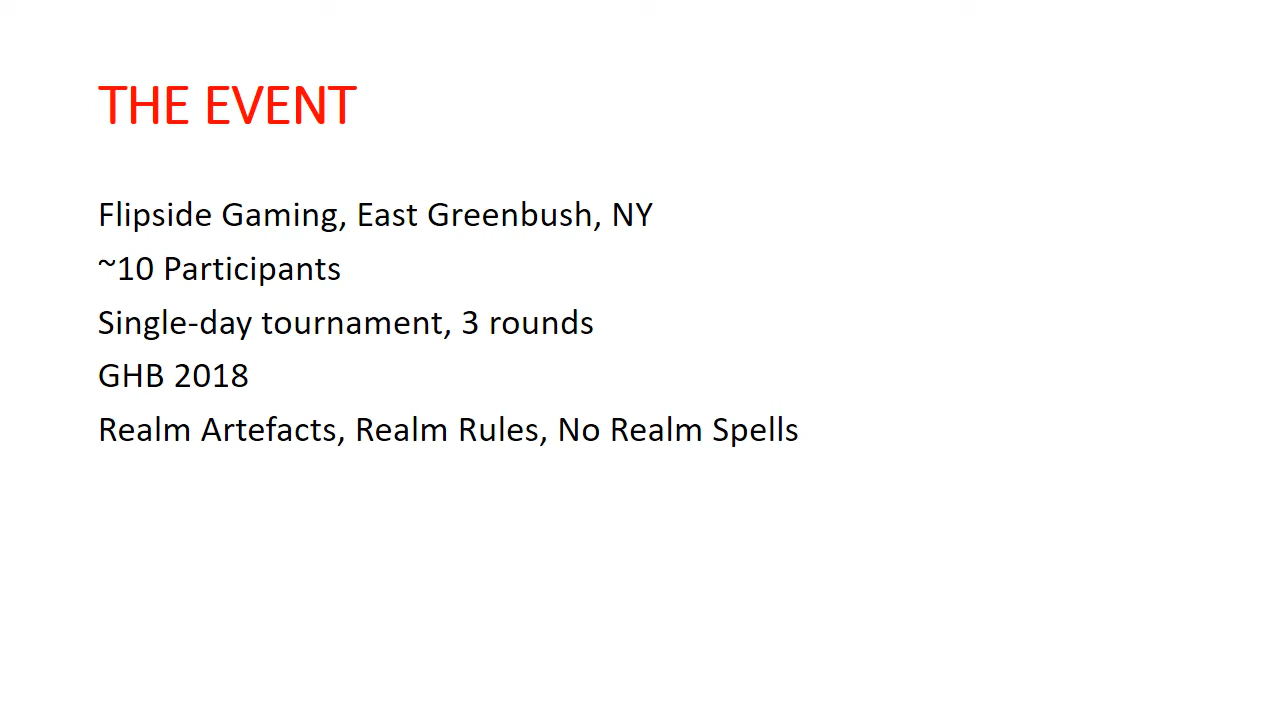 THE EVENT
Flipside Gaming, East Greenbush, NY
~10 Participants
Single-day tournament, 3 rounds
GHB 2018
Realm Artefacts, Realm Rules, No Realm Spells